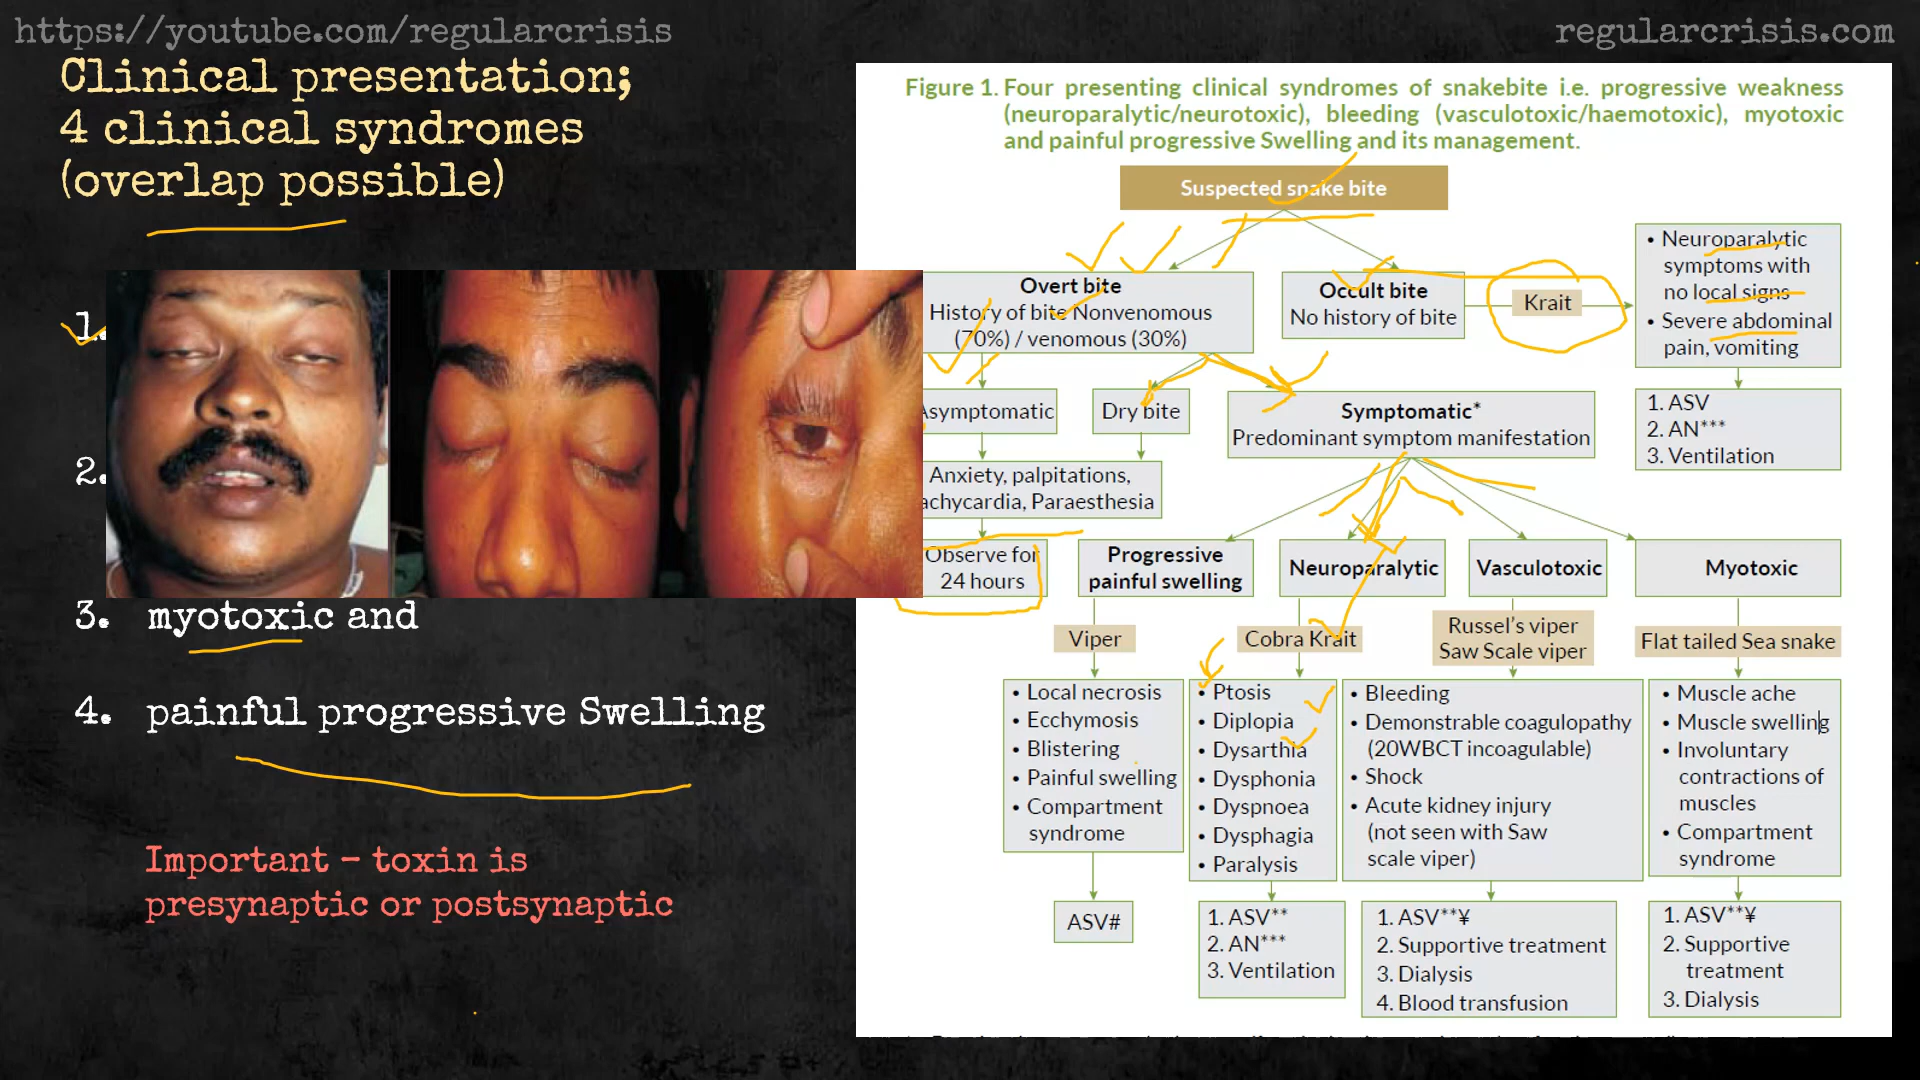 https://youtube.com/regularcrisis
regularcrisis.com
Clinical presentation;
4 clinical syndromes
(overlap possible)
1.
2.
3. myotoxic and
4. painful progressive Swelling
Important - toxin is
presynaptic or postsynaptic
Figure 1. Four presenting clinical syndromes of snakebite i.e. progressive weakness
(neuroparalytic/neurotoxic), bleeding (vasculotoxic/haemotoxic), myotoxic
and painful progressive Swelling and its management.
Suspected snake bite
Overt bite
History of bite Nonvenomous
(70%) / venomous (30%)
Occult bite
No history of bite
Krait
• Neuroparalytic
symptoms with
no local signs
• Severe abdominal
pain, vomiting
1. ASV
2. AN***
3. Ventilation
Asymptomatic
Dry bite
Symptomatic*
Predominant symptom manifestation
Anxiety, palpitations,
achycardia, Paraesthesia
Observe for
24 hours
Progressive
painful swelling
Neuroparalytic
Vasculotoxic
Myotoxic
Viper
Cobra Krait
Russel's viper
Saw Scale viper
Flat tailed Sea snake
• Local necrosis
• Ecchymosis
• Blistering
• Painful swelling
• Compartment
syndrome
• Ptosis
• Diplopia
• Dysarthia
• Dysphonia
• Dyspnoea
• Dysphagia
• Paralysis
• Bleeding
• Demonstrable coagulopathy
(20WBCT incoagulable)
• Shock
• Acute kidney injury
(not seen with Saw
scale viper)
• Muscle ache
• Muscle swelling
• Involuntary
contractions of
muscles
• Compartment
syndrome
ASV#
1. ASV**
2. AN***
3. Ventilation
1. ASV**¥
2. Supportive treatment
3. Dialysis
4. Blood transfusion
1. ASV**¥
2. Supportive
treatment
3. Dialysis